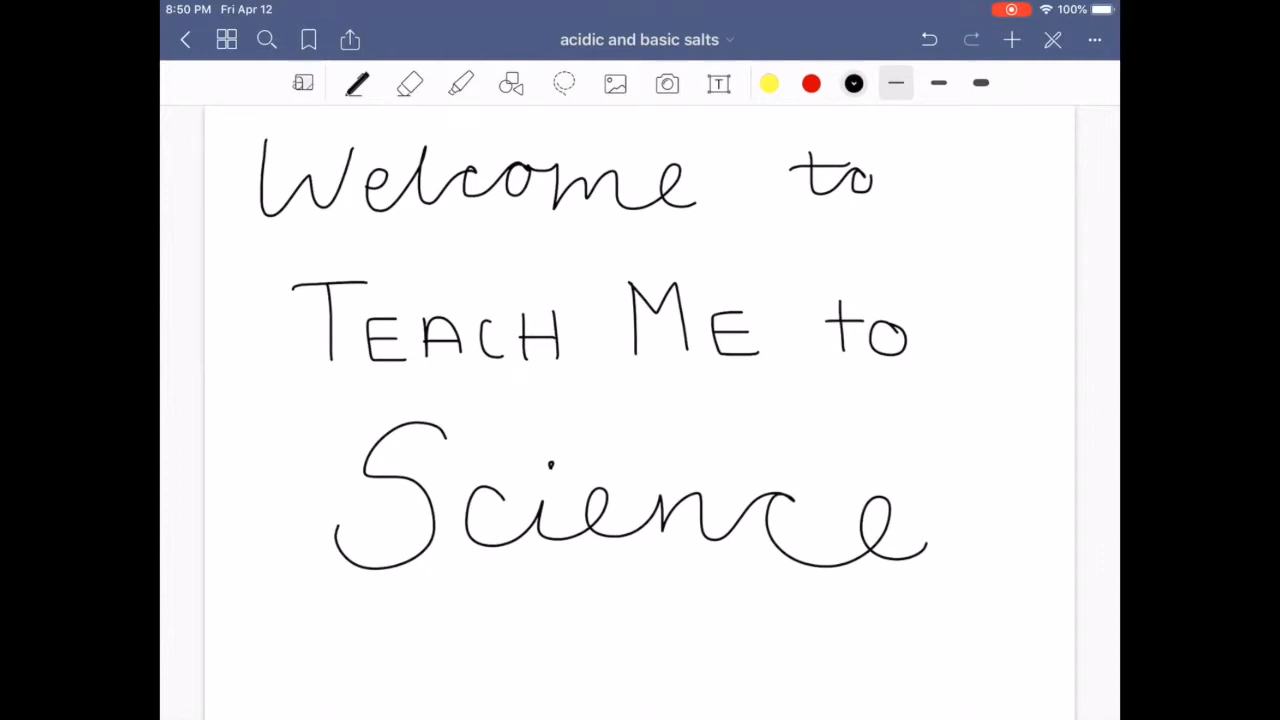 8:50 PM Fri Apr 12 100%
acidic and basic salts
T
Welcome to
TEACH ME to
Science